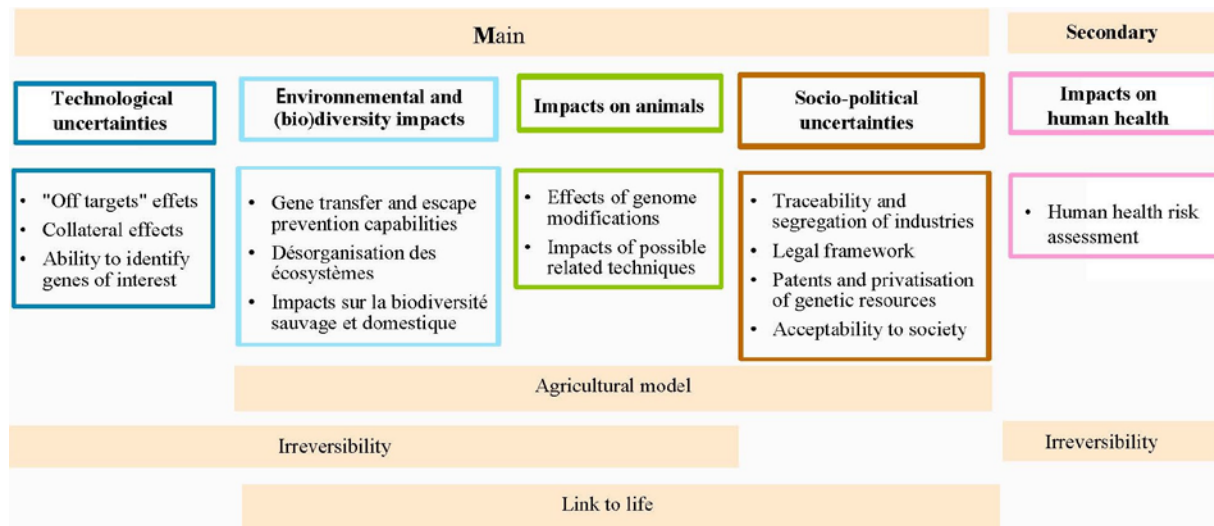 Main
Secondary
Technological
uncertainties
Environnemental and
(bio)diversity impacts
Impacts on animals
Socio-political
uncertainties
Impacts on
human health
• "Off targets" effets
• Collateral effects
• Ability to identify
genes of interest
• Gene transfer and escape
prevention capabilities
• Désorganisation des
écosystèmes
• Impacts sur la biodiversité
sauvage et domestique
• Effects of genome
modifications
• Impacts of possible
related techniques
• Traceability and
segregation of industries
• Legal framework
• Patents and privatisation
of genetic resources
• Acceptability to society
• Human health risk
assessment
Agricultural model
Irreversibility
Irreversibility
Link to life